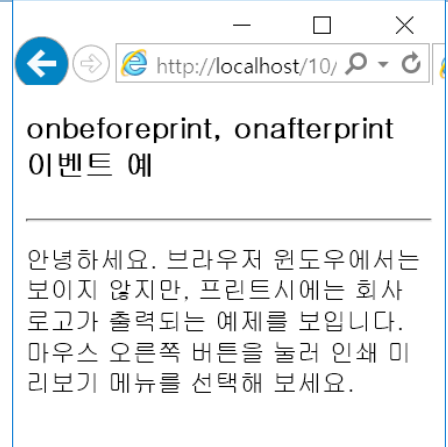 http://localhost/10/
onbeforeprint, onafterprint
이벤트 예
안녕하세요. 브라우저 윈도우에서는
보이지 않지만, 프린트시에는 회사
로고가 출력되는 예제를 보입니다.
마우스 오른쪽 버튼을 눌러 인쇄 미
리보기 메뉴를 선택해 보세요.